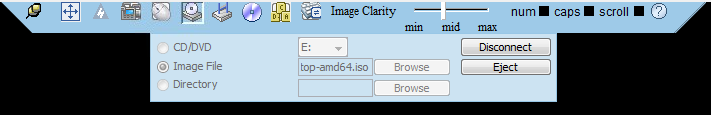 Image Clarity
min mid max
num caps scroll ?
CD/DVD E: Disconnect
Image File top-amd64.iso Browse Eject
Directory Browse